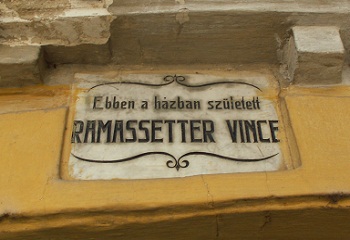 Ebben a házban született
RAMASSETTER VINCE